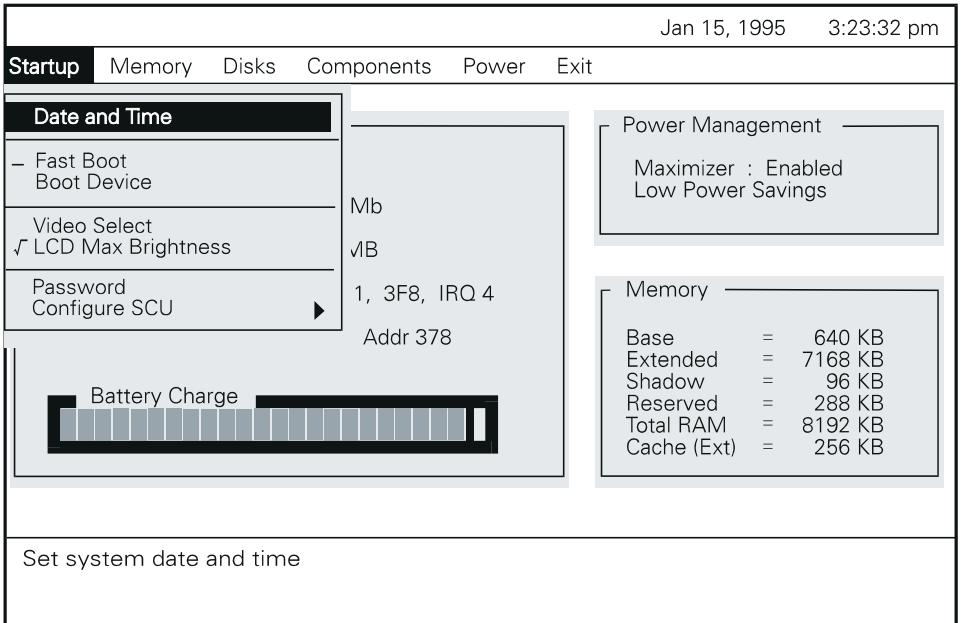 Jan 15, 1995 3:23:32 pm
Startup Memory Disks Components Power Exit
Date and Time
– Fast Boot
Boot Device
Video Select
√ LCD Max Brightness
Password
Configure SCU
Mb
MB
1, 3F8, IRQ 4
Addr 378
Battery Charge
Power Management
Maximizer : Enabled
Low Power Savings
Memory
Base = 640 KB
Extended = 7168 KB
Shadow = 96 KB
Reserved = 288 KB
Total RAM = 8192 KB
Cache (Ext) = 256 KB
Set system date and time